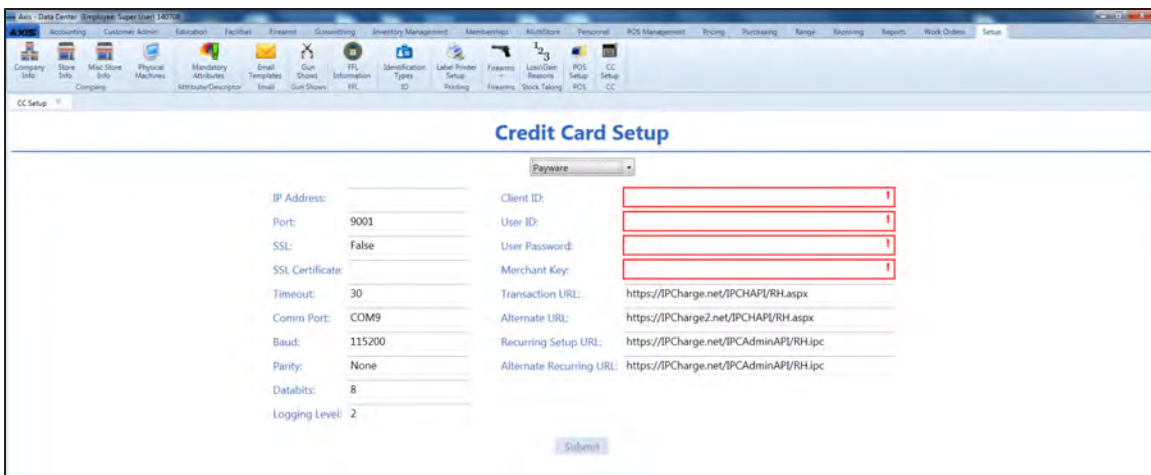 Axis - Data Center (Employee: Super User) 140708
AXIS Accounting Customer Admin Education Facilities Firearm Gunsmithing Inventory Management Memberships MultiStore Personnel POS Management Pricing Purchasing Range Receiving Reports Work Orders Setup
Company Info Store Info Misc Store Info Physical Machines Mandatory Attributes Email Templates Gun Shows FFL Information Identification Types Label Printer Setup Firearms 123 Loss\Gain Reasons POS Setup CC Setup
Company Attribute/Descriptor Email Gun Shows FFL ID Printing Firearms Stock Taking POS CC
CC Setup
Credit Card Setup
Payware
IP Address: Client ID: !
Port: 9001 User ID: !
SSL: False User Password: !
SSL Certificate: Merchant Key: !
Timeout: 30 Transaction URL: https://IPCharge.net/IPCHAPI/RH.aspx
Comm Port: COM9 Alternate URL: https://IPCharge2.net/IPCHAPI/RH.aspx
Baud: 115200 Recurring Setup URL: https://IPCharge.net/IPCAdminAPI/RH.ipc
Parity: None Alternate Recurring URL: https://IPCharge.net/IPCAdminAPI/RH.ipc
Databits: 8
Logging Level: 2
Submit